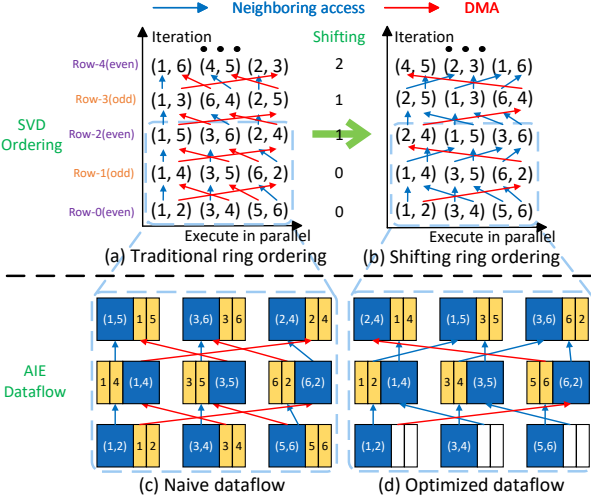 Neighboring access DMA
Iteration Shifting Iteration
Row-4(even) (1, 6) (4, 5) (2, 3) 2 (4, 5) (2, 3) (1, 6)
Row-3(odd) (1, 3) (6, 4) (2, 5) 1 (2, 5) (1, 3) (6, 4)
SVD
Ordering
Row-2(even) (1, 5) (3, 6) (2, 4) 1 (2, 4) (1, 5) (3, 6)
Row-1(odd) (1, 4) (3, 5) (6, 2) 0 (1, 4) (3, 5) (6, 2)
Row-0(even) (1, 2) (3, 4) (5, 6) 0 (1, 2) (3, 4) (5, 6)
Execute in parallel Execute in parallel
(a) Traditional ring ordering (b) Shifting ring ordering
(1,5) 1 5 (3,6) 3 6 (2,4) 2 4 (2,4) 1 4 (1,5) 3 5 (3,6) 6 2
AIE
Dataflow
1 4 (1,4) 3 5 (3,5) 6 2 (6,2) 1 2 (1,4) 3 4 (3,5) 5 6 (6,2)
(1,2) 1 2 (3,4) 3 4 (5,6) 5 6 (1,2) (3,4) (5,6)
(c) Naive dataflow (d) Optimized dataflow